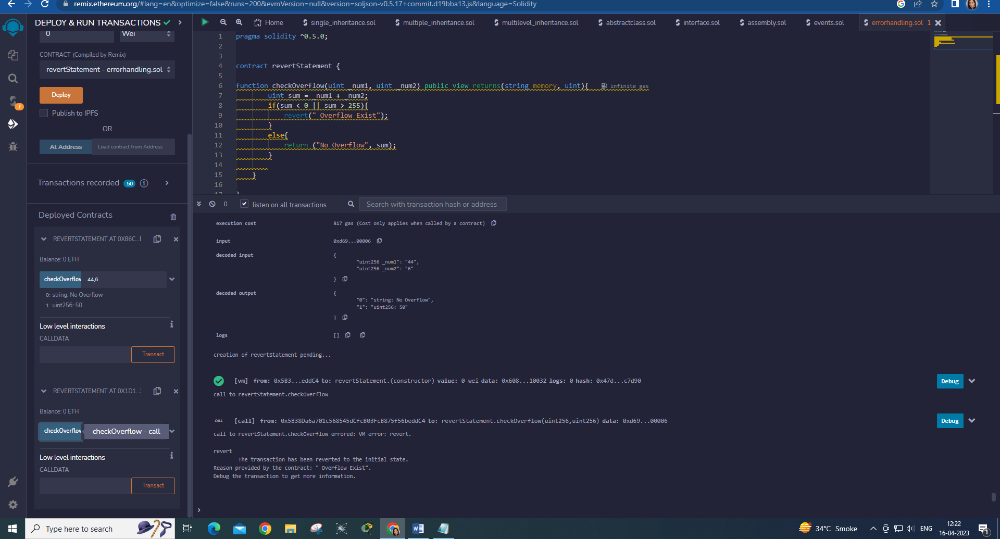 remix.ethereum.org/#lang=en&optimize=false&runs=200&evmVersion=null&version=soljson-v0.5.17+commit.d19bba13.js&language=Solidity
DEPLOY & RUN TRANSACTIONS
0 Wei
CONTRACT (Compiled by Remix)
revertStatement - errorhandling.sol
Deploy
1
Publish to IPFS
OR
At Address Load contract from Address
Transactions recorded 50 i
Deployed Contracts
REVERTSTATEMENT AT 0X86C...
Balance: 0 ETH
checkOverflow 44,6
0: string: No Overflow
1: uint256: 50
Low level interactions i
CALLDATA
Transact
REVERTSTATEMENT AT 0X1D1...
Balance: 0 ETH
checkOverflow checkOverflow - call
Low level interactions i
CALLDATA
Transact
Home single_inheritance.sol multiple_inheritance.sol multilevel_inheritance.sol abstractclass.sol interface.sol assembly.sol events.sol errorhandling.sol 1
1 pragma solidity ^0.5.0;
2
3
4 contract revertStatement {
5
6 function checkOverflow(uint _num1, uint _num2) public view returns(string memory, uint){ infinite gas
7 uint sum = _num1 + _num2;
8 if(sum < 0 || sum > 255){
9 revert(" Overflow Exist");
10 }
11 else{
12 return ("No Overflow", sum);
13 }
14
15 }
16
17 }
0 listen on all transactions Search with transaction hash or address
execution cost 817 gas (Cost only applies when called by a contract)
input 0xd69...00006
decoded input {
"uint256 _num1": "44",
"uint256 _num2": "6"
}
decoded output {
"0": "string: No Overflow",
"1": "uint256: 50"
}
logs []
creation of revertStatement pending...
[vm] from: 0x5B3...eddC4 to: revertStatement.(constructor) value: 0 wei data: 0x608...10032 logs: 0 hash: 0x47d...c7d90 Debug
call to revertStatement.checkOverflow
CALL [call] from: 0x5B38Da6a701c568545dCfcB03FcB875f56beddC4 to: revertStatement.checkOverflow(uint256,uint256) data: 0xd69...00006 Debug
call to revertStatement.checkOverflow errored: VM error: revert.
revert
The transaction has been reverted to the initial state.
Reason provided by the contract: " Overflow Exist".
Debug the transaction to get more information.
>
Type here to search
34°C Smoke ENG
12:22
16-04-2023
1